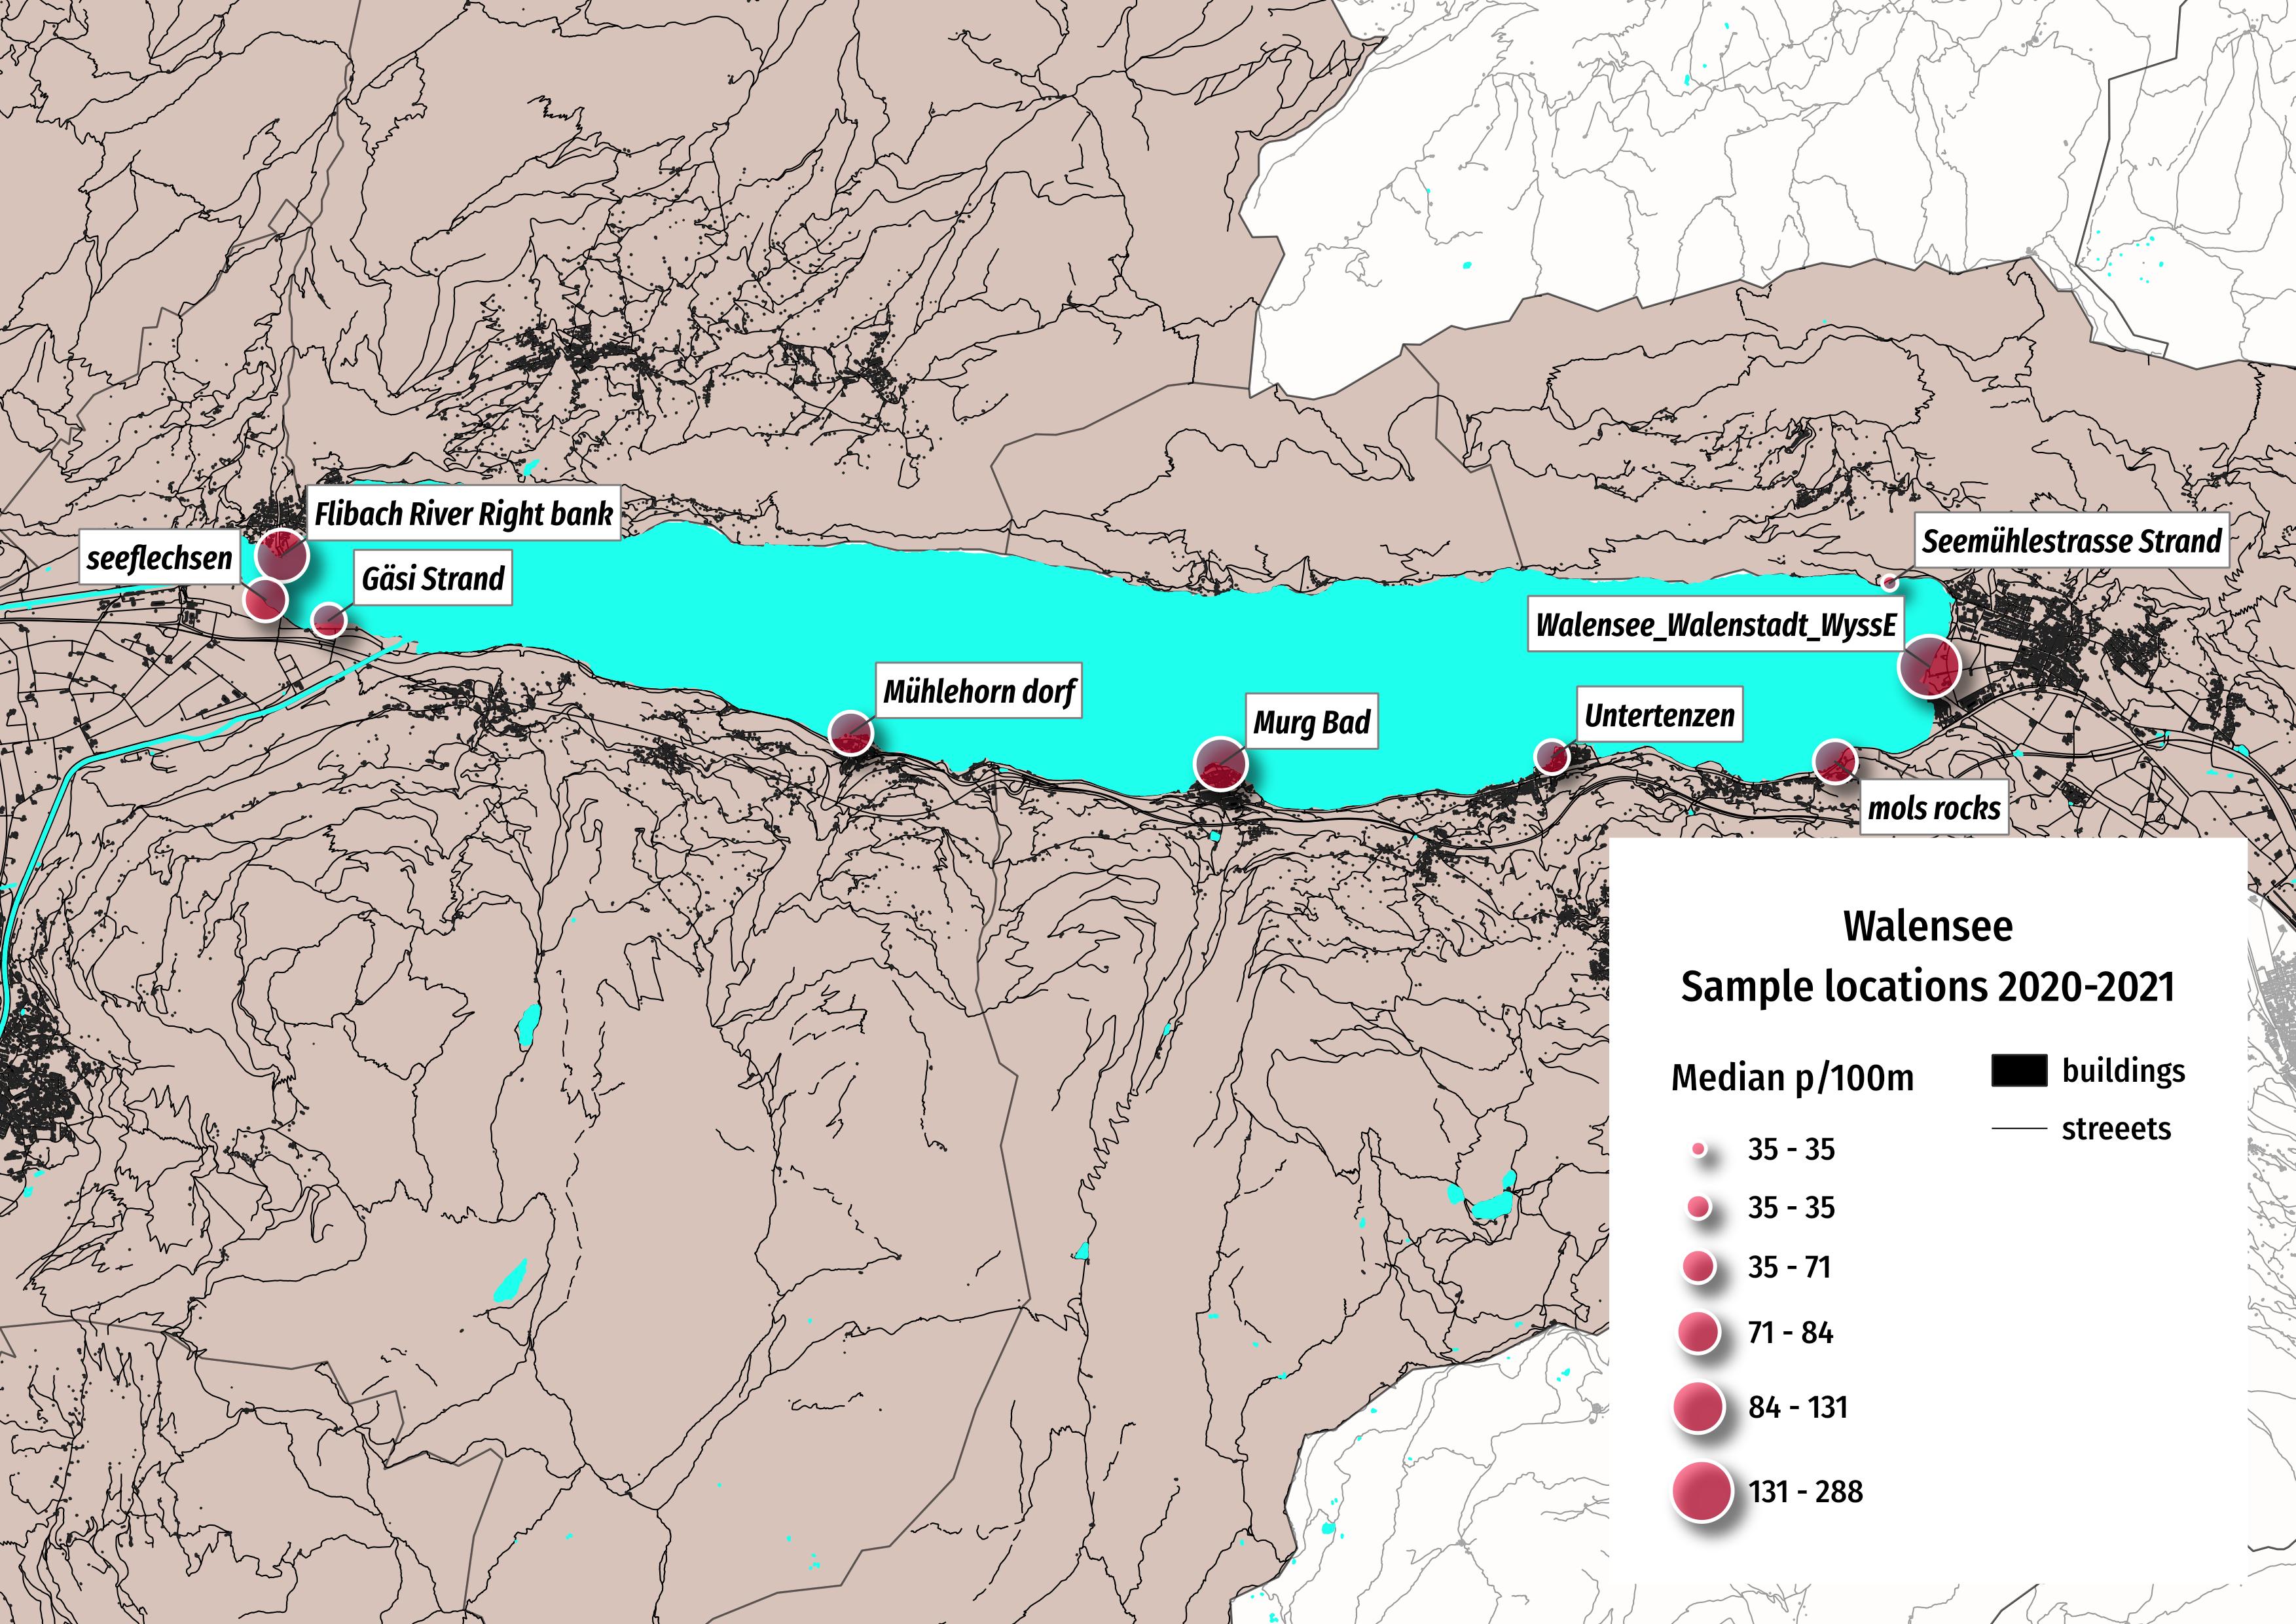 Flibach River Right bank
seeflechsen
Gäsi Strand
Seemühlestrasse Strand
Walensee_Walenstadt_WyssE
Mühlehorn dorf
Murg Bad
Untertenzen
mols rocks
Walensee
Sample locations 2020-2021
Median p/100m
35 - 35
35 - 35
35 - 71
71 - 84
84 - 131
131 - 288
buildings
streeets